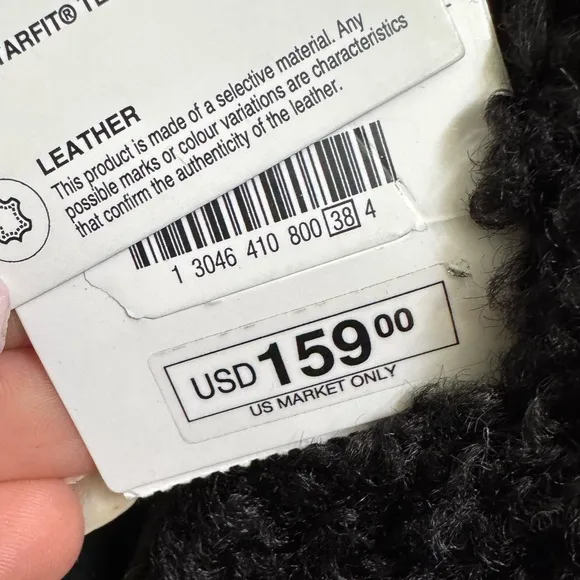 TARFIT® TE
LEATHER
This product is made of a selective material. Any
possible marks or colour variations are characteristics
that confirm the authenticity of the leather.
1 3046 410 800 38 4
USD 159 00
US MARKET ONLY